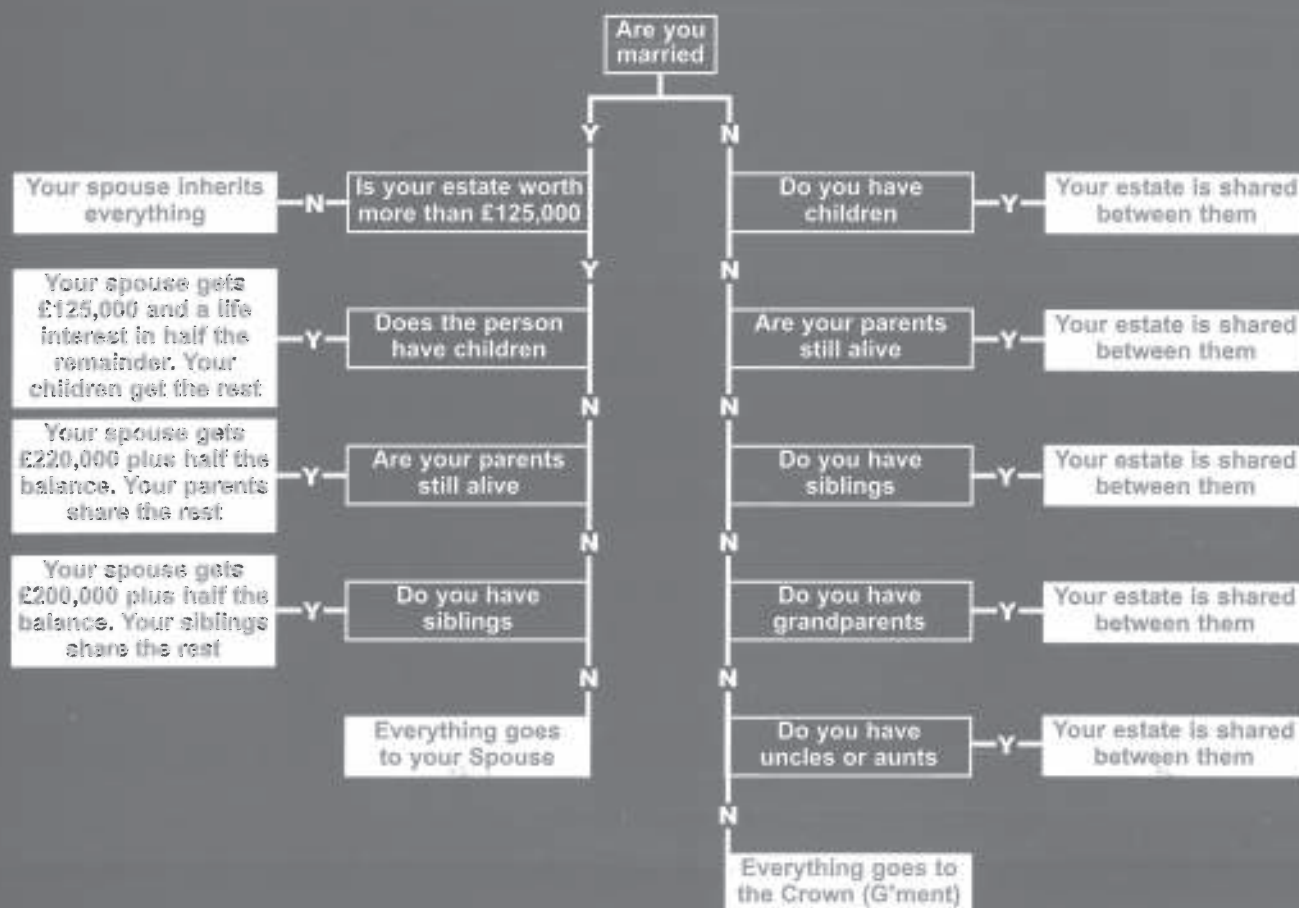 Are you
married
Y
N
Your spouse inherits
everything
N
Is your estate worth
more than £125,000
Do you have
children
Y
Your estate is shared
between them
Y
N
Your spouse gets
£125,000 and a life
interest in half the
remainder. Your
children get the rest
Y
Does the person
have children
Are your parents
still alive
Y
Your estate is shared
between them
N
N
Your spouse gets
£220,000 plus half the
balance. Your parents
share the rest
Y
Are your parents
still alive
Do you have
siblings
Y
Your estate is shared
between them
N
N
Your spouse gets
£200,000 plus half the
balance. Your siblings
share the rest
Y
Do you have
siblings
Do you have
grandparents
Y
Your estate is shared
between them
N
N
Everything goes
to your Spouse
Do you have
uncles or aunts
Y
Your estate is shared
between them
N
Everything goes to
the Crown (G'ment)